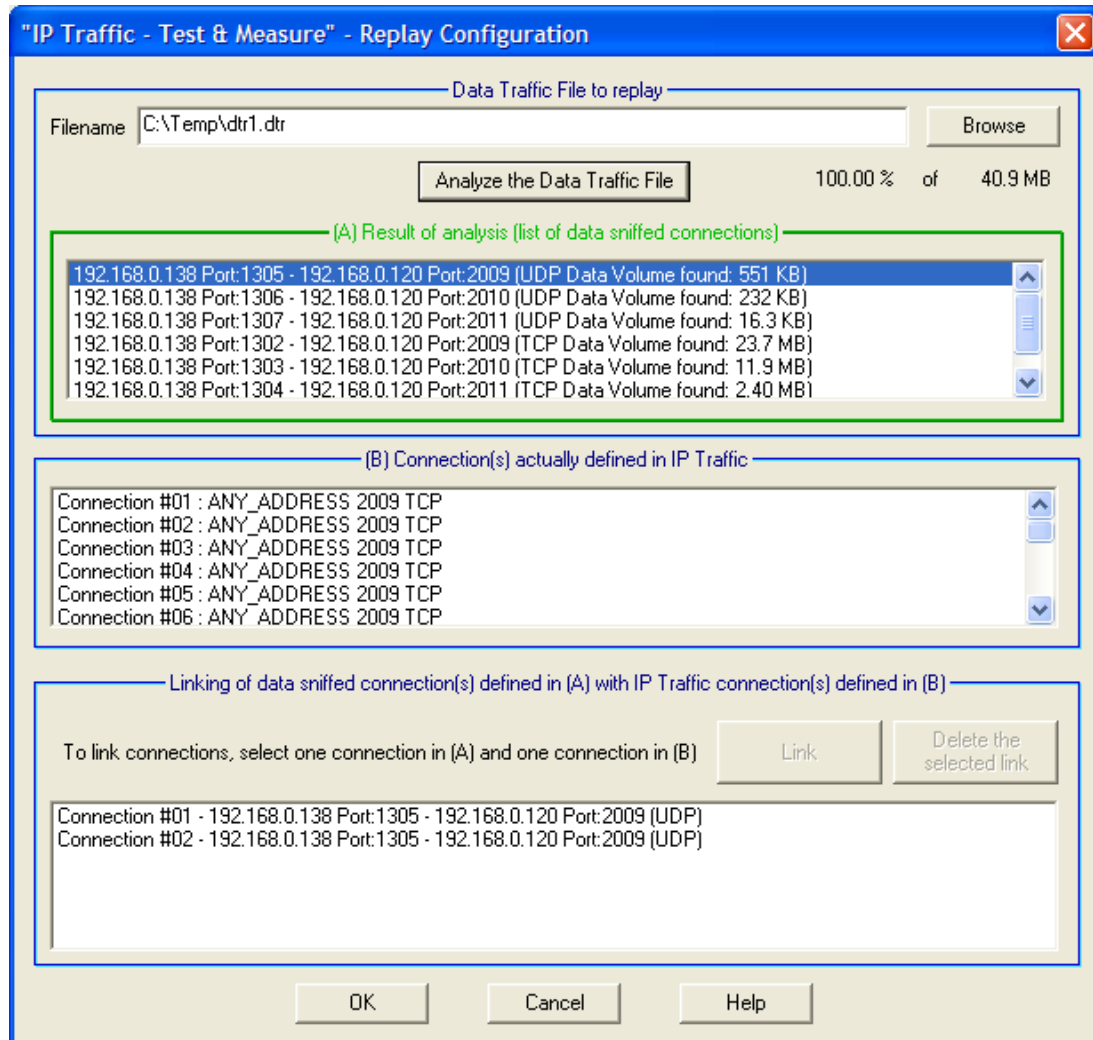 "IP Traffic - Test & Measure" - Replay Configuration
Data Traffic File to replay
Filename C:\Temp\dtr1.dtr Browse
Analyze the Data Traffic File 100.00 % of 40.9 MB
(A) Result of analysis (list of data sniffed connections)
192.168.0.138 Port:1305 - 192.168.0.120 Port:2009 (UDP Data Volume found: 551 KB)
192.168.0.138 Port:1306 - 192.168.0.120 Port:2010 (UDP Data Volume found: 232 KB)
192.168.0.138 Port:1307 - 192.168.0.120 Port:2011 (UDP Data Volume found: 16.3 KB)
192.168.0.138 Port:1302 - 192.168.0.120 Port:2009 (TCP Data Volume found: 23.7 MB)
192.168.0.138 Port:1303 - 192.168.0.120 Port:2010 (TCP Data Volume found: 11.9 MB)
192.168.0.138 Port:1304 - 192.168.0.120 Port:2011 (TCP Data Volume found: 2.40 MB)
(B) Connection(s) actually defined in IP Traffic
Connection #01 : ANY_ADDRESS 2009 TCP
Connection #02 : ANY_ADDRESS 2009 TCP
Connection #03 : ANY_ADDRESS 2009 TCP
Connection #04 : ANY_ADDRESS 2009 TCP
Connection #05 : ANY_ADDRESS 2009 TCP
Connection #06 : ANY_ADDRESS 2009 TCP
Linking of data sniffed connection(s) defined in (A) with IP Traffic connection(s) defined in (B)
To link connections, select one connection in (A) and one connection in (B) Link
Delete the
selected link
Connection #01 - 192.168.0.138 Port:1305 - 192.168.0.120 Port:2009 (UDP)
Connection #02 - 192.168.0.138 Port:1305 - 192.168.0.120 Port:2009 (UDP)
OK Cancel Help